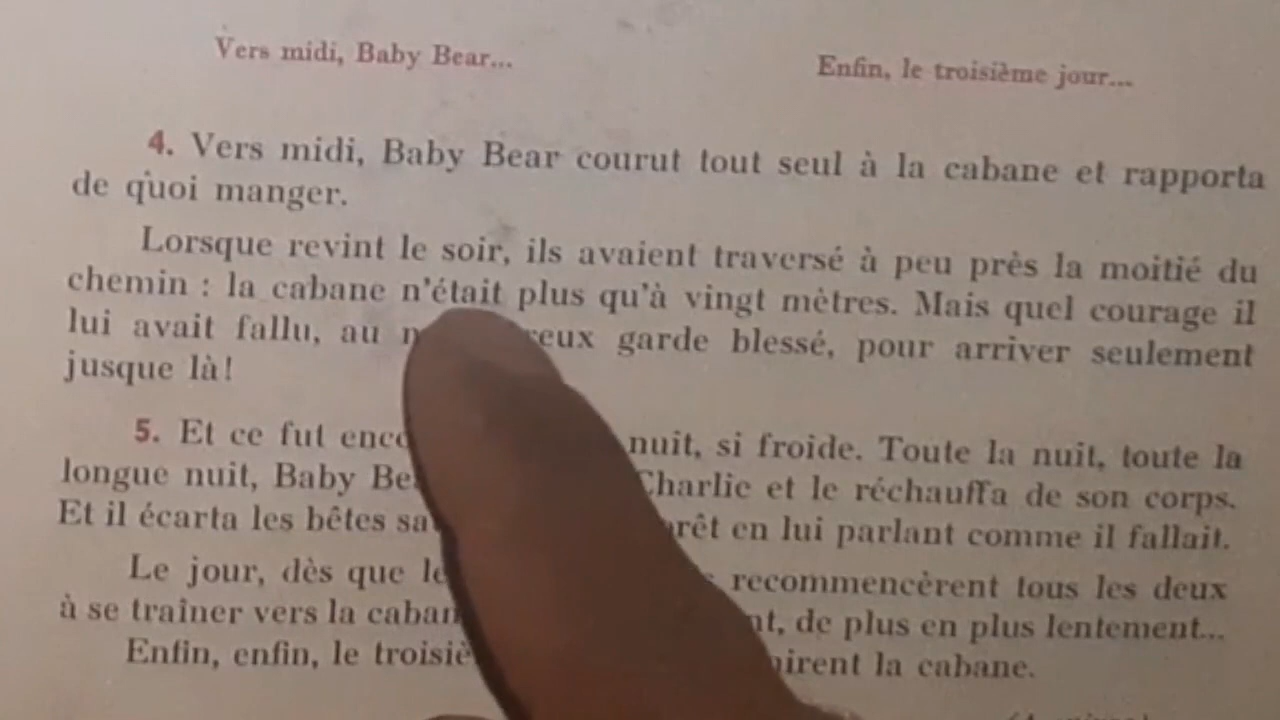 Vers midi, Baby Bear...
Enfin, le troisième jour...
4. Vers midi, Baby Bear courut tout seul à la cabane et rapporta
de quoi manger.
Lorsque revint le soir, ils avaient traversé à peu près la moitié du
chemin : la cabane n'était plus qu'à vingt mètres. Mais quel courage il
lui avait fallu, au garde blessé, pour arriver seulement
jusque là!
5. Et ce fut nuit, si froide. Toute la nuit, toute la
longue nuit, Baby Charlie et le réchauffa de son corps.
Et il écarta les bêtes en lui parlant comme il fallait.
Le jour, dès que recommencèrent tous les deux
à se traîner vers la de plus en plus lentement...
Enfin, enfin, le la cabane.